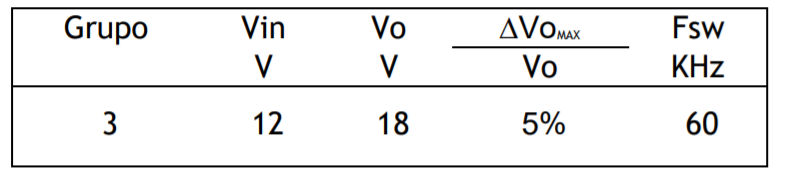 Grupo Vin Vo ΔVoMAX Fsw
V V Vo KHz
3 12 18 5% 60